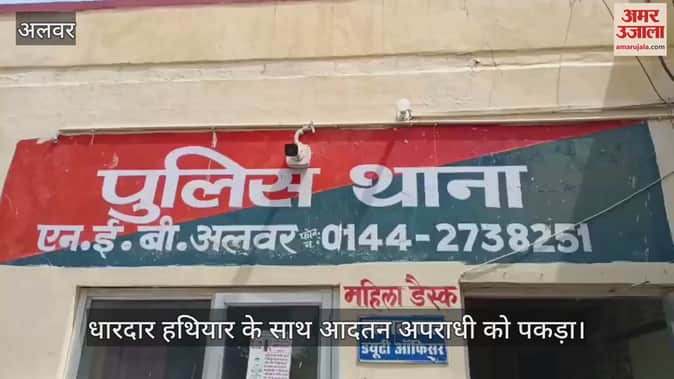 अलवर
अमर उजाला
amarujala.com
पुलिस थाना
एन.ई.बी.अलवर फोन न. 0144-2738251
महिला डैस्क
धारदार हथियार के साथ आदतन अपराधी को पकड़ा।
ड्यूटी ऑफिसर